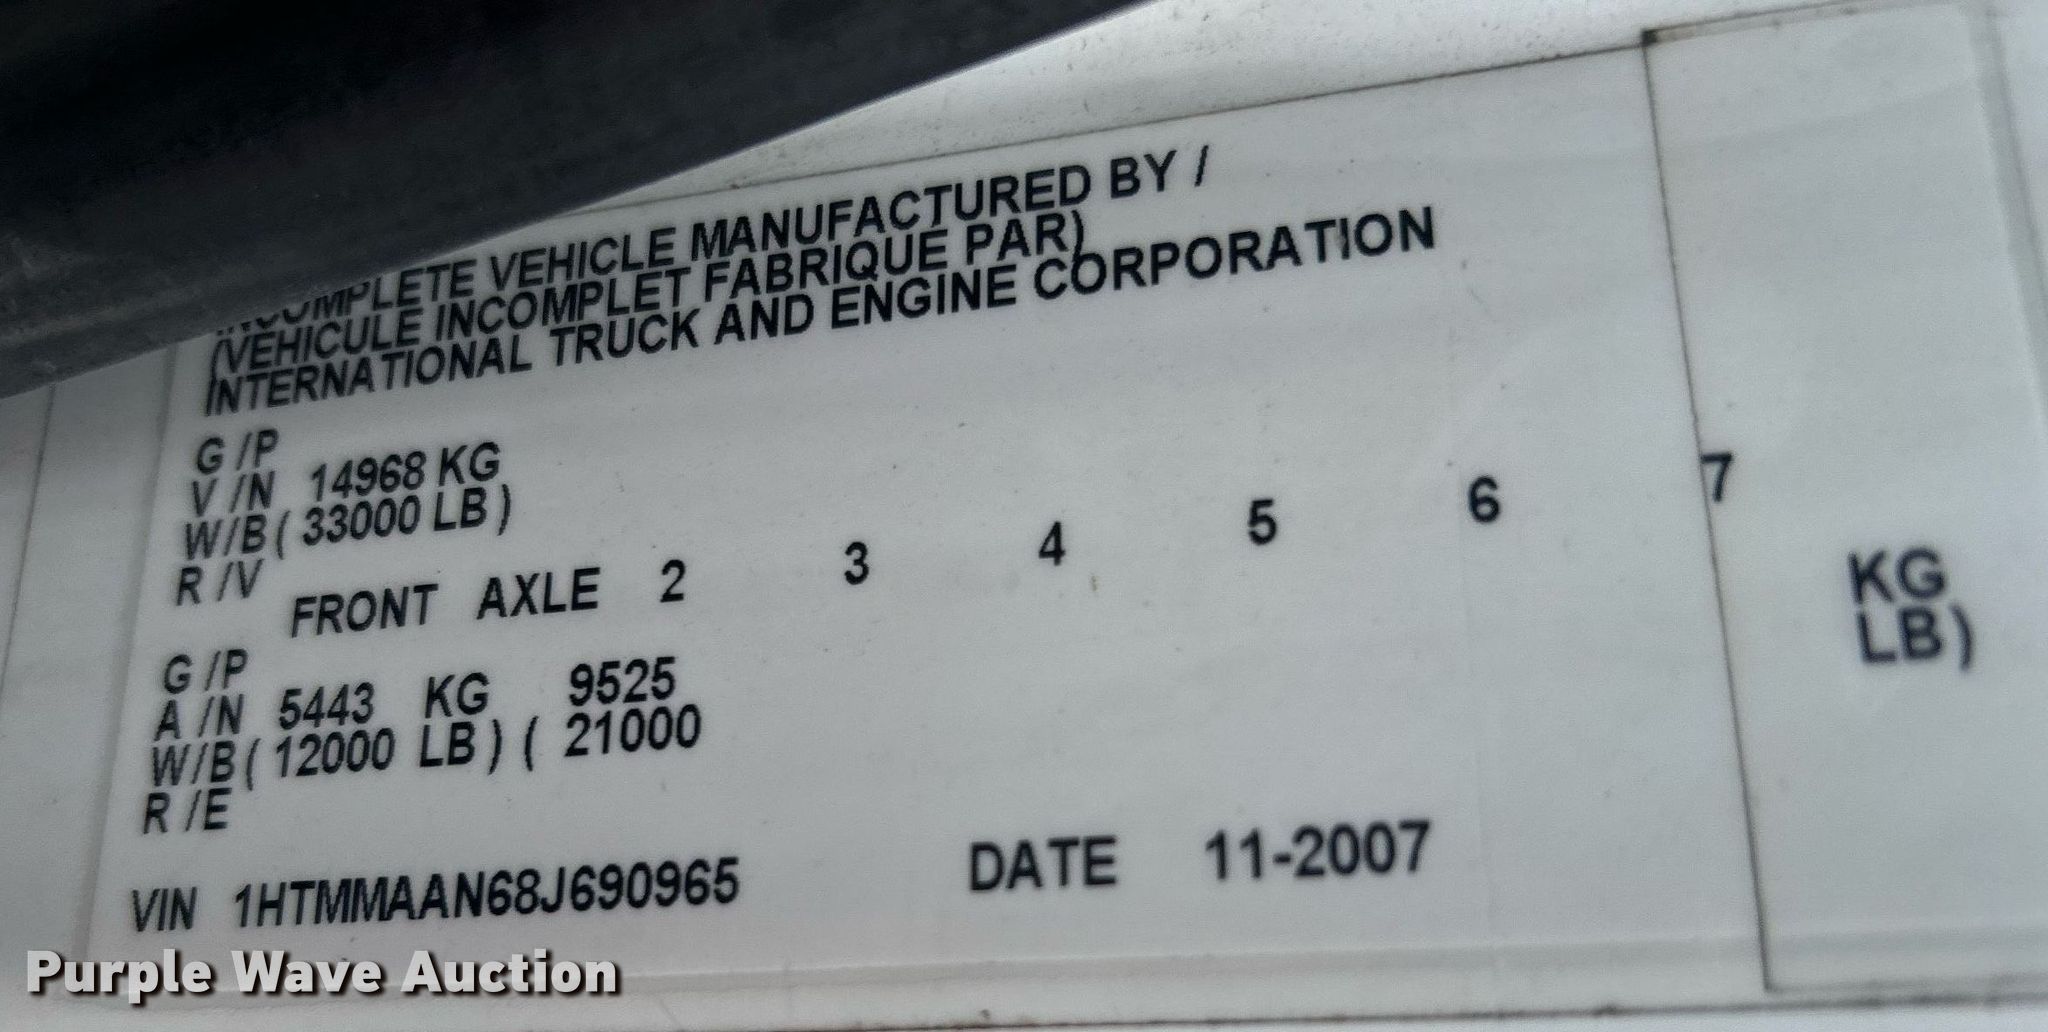 INCOMPLETE VEHICLE MANUFACTURED BY /
(VEHICULE INCOMPLET FABRIQUE PAR)
INTERNATIONAL TRUCK AND ENGINE CORPORATION
G /P
V /N 14968 KG
W/B ( 33000 LB )
R /V
FRONT AXLE 2 3 4 5 6 7
G /P
A /N 5443 KG 9525 KG
W/B ( 12000 LB ) ( 21000 LB )
R /E
VIN 1HTMMAAN68J690965 DATE 11-2007
Purple Wave Auction